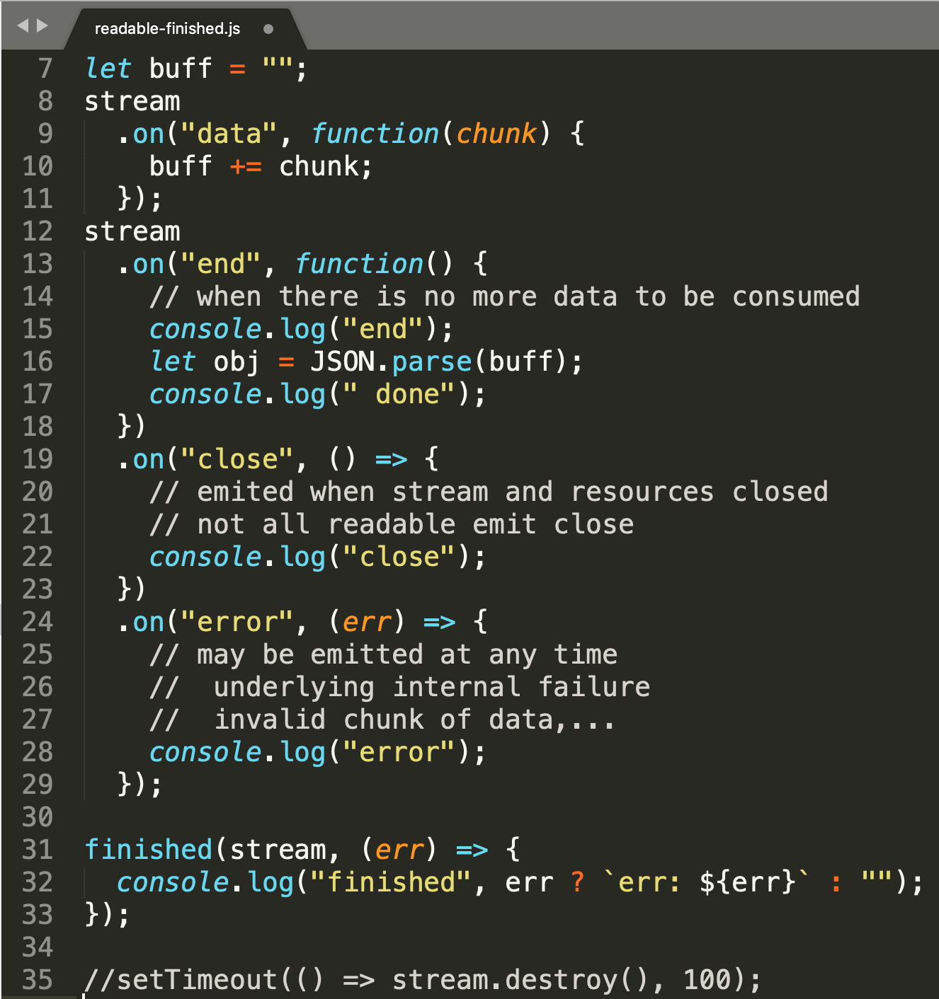 readable-finished.js
7 let buff = "";
8 stream
9   .on("data", function(chunk) {
10     buff += chunk;
11   });
12 stream
13   .on("end", function() {
14     // when there is no more data to be consumed
15     console.log("end");
16     let obj = JSON.parse(buff);
17     console.log(" done");
18   })
19   .on("close", () => {
20     // emited when stream and resources closed
21     // not all readable emit close
22     console.log("close");
23   })
24   .on("error", (err) => {
25     // may be emitted at any time
26     //  underlying internal failure
27     //  invalid chunk of data,...
28     console.log("error");
29   });
30
31 finished(stream, (err) => {
32   console.log("finished", err ? `err: ${err}` : "");
33 });
34
35 //setTimeout(() => stream.destroy(), 100);